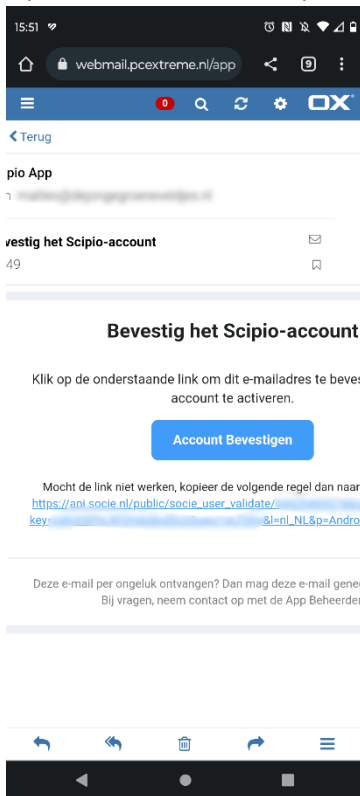 15:51
webmail.pcextreme.nl/app
9
0
OX
Terug
pio App
vestig het Scipio-account
49
Bevestig het Scipio-account
Klik op de onderstaande link om dit e-mailadres te beves
account te activeren.
Account Bevestigen
Mocht de link niet werken, kopieer de volgende regel dan naar
https://api.socie.nl/public/socie_user_validate/
key
&l=nl_NL&p=Andro
Deze e-mail per ongeluk ontvangen? Dan mag deze e-mail gene
Bij vragen, neem contact op met de App Beheerder